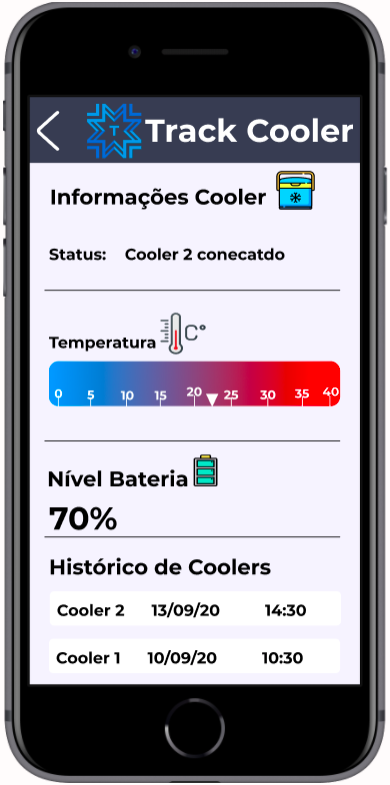 T Track Cooler
Informações Cooler
Status: Cooler 2 conecatdo
Temperatura C°
0 5 10 15 20 25 30 35 40
Nível Bateria
70%
Histórico de Coolers
Cooler 2 13/09/20 14:30
Cooler 1 10/09/20 10:30